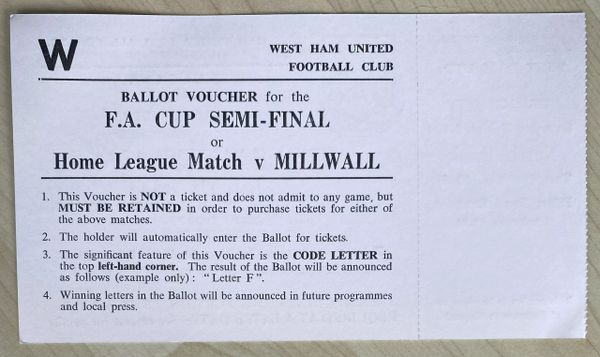 W
WEST HAM UNITED
FOOTBALL CLUB
BALLOT VOUCHER for the
F.A. CUP SEMI-FINAL
or
Home League Match v MILLWALL
1. This Voucher is NOT a ticket and does not admit to any game, but
MUST BE RETAINED in order to purchase tickets for either of
the above matches.
2. The holder will automatically enter the Ballot for tickets.
3. The significant feature of this Voucher is the CODE LETTER in
the top left-hand corner. The result of the Ballot will be announced
as follows (example only) : “ Letter F ”.
4. Winning letters in the Ballot will be announced in future programmes
and local press.